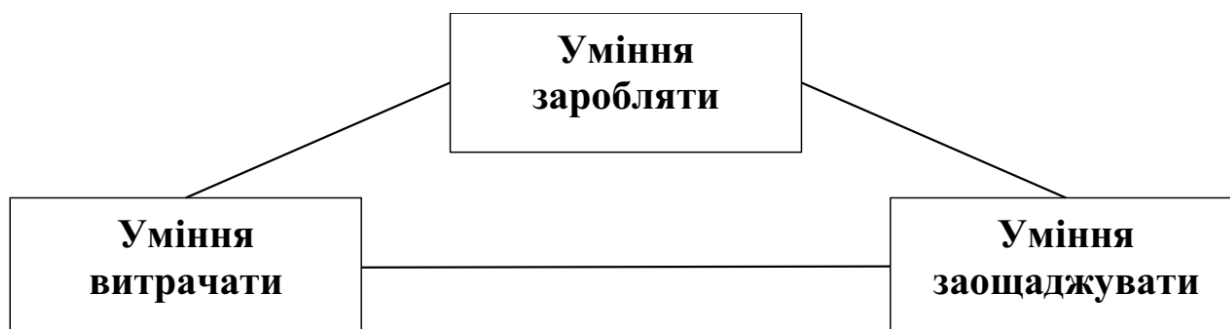 Уміння
заробляти
Уміння
витрачати
Уміння
заощаджувати